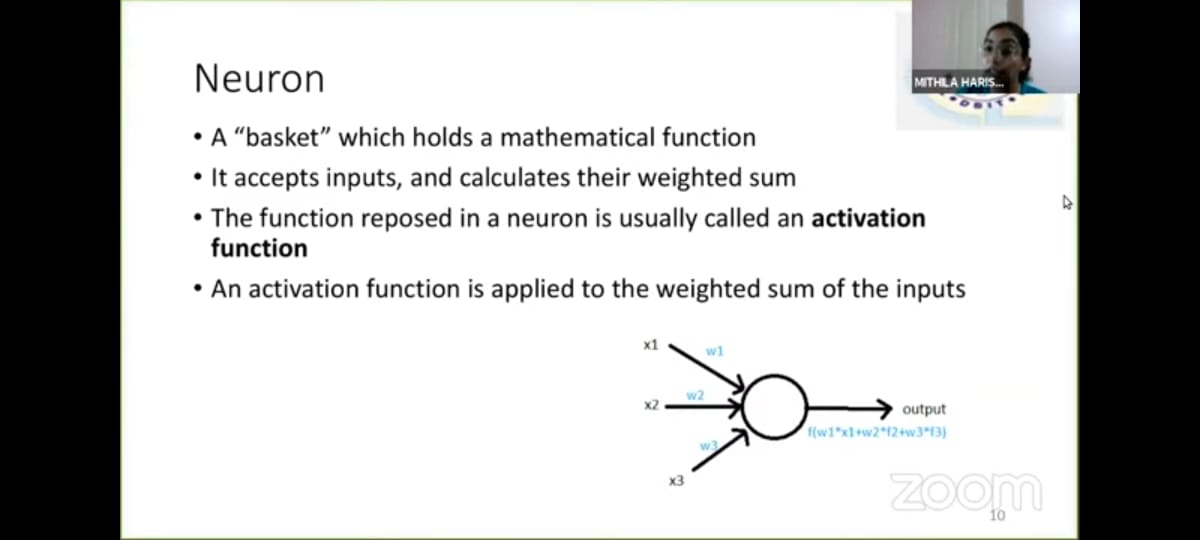 MITHILA HARIS...
DBIT
Neuron
• A “basket” which holds a mathematical function
• It accepts inputs, and calculates their weighted sum
• The function reposed in a neuron is usually called an activation
function
• An activation function is applied to the weighted sum of the inputs
x1
w1
w2
x2
output
f(w1*x1+w2*f2+w3*f3)
w3
x3
zoom
10